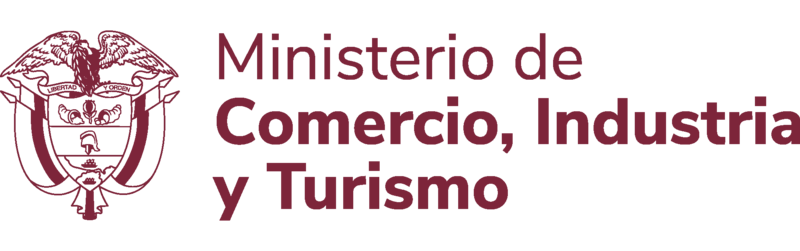 LIBERTAD Y ORDEN
Ministerio de
Comercio, Industria
y Turismo